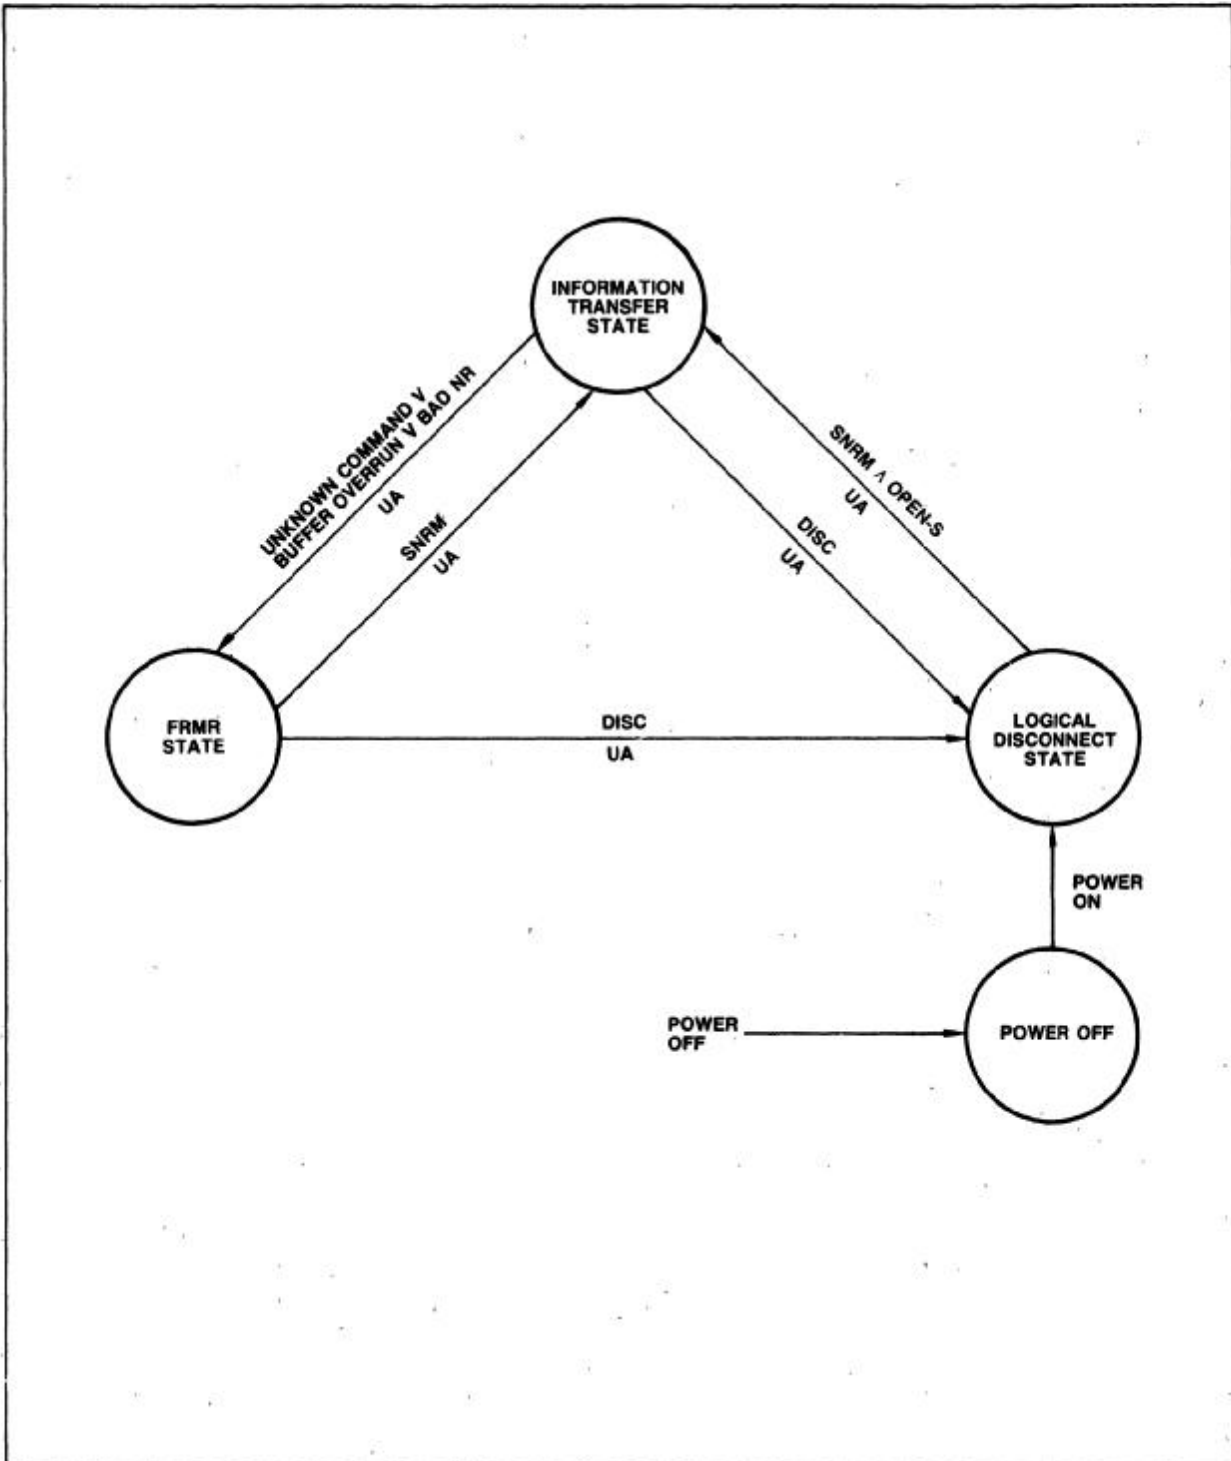 INFORMATION
TRANSFER
STATE
UNKNOWN COMMAND V
BUFFER OVERRUN V BAD NR
UA
SNRM
UA
SNRM ∧ OPEN-S
UA
DISC
UA
FRMR
STATE
DISC
UA
LOGICAL
DISCONNECT
STATE
POWER
ON
POWER
OFF
POWER OFF